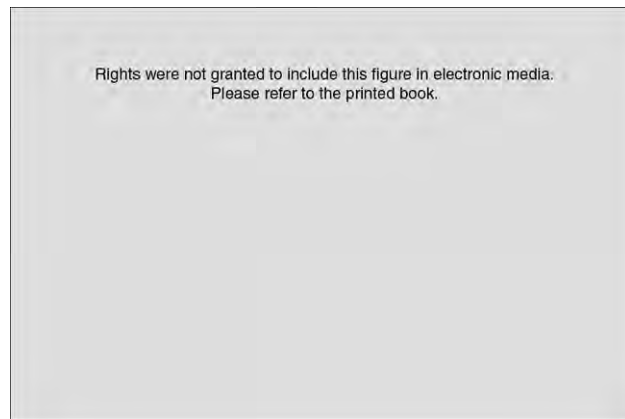 Rights were not granted to include this figure in electronic media.
Please refer to the printed book.